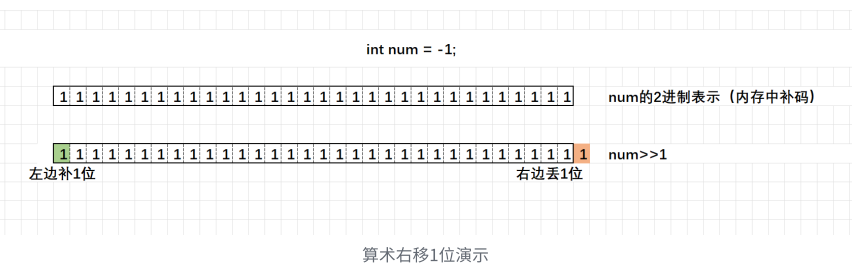 int num = -1;
1 1 1 1 1 1 1 1 1 1 1 1 1 1 1 1 1 1 1 1 1 1 1 1 1 1 1 1 1 1 1 1 num的2进制表示（内存中补码）
1 1 1 1 1 1 1 1 1 1 1 1 1 1 1 1 1 1 1 1 1 1 1 1 1 1 1 1 1 1 1 1 1 num>>1
左边补1位 右边丢1位
算术右移1位演示